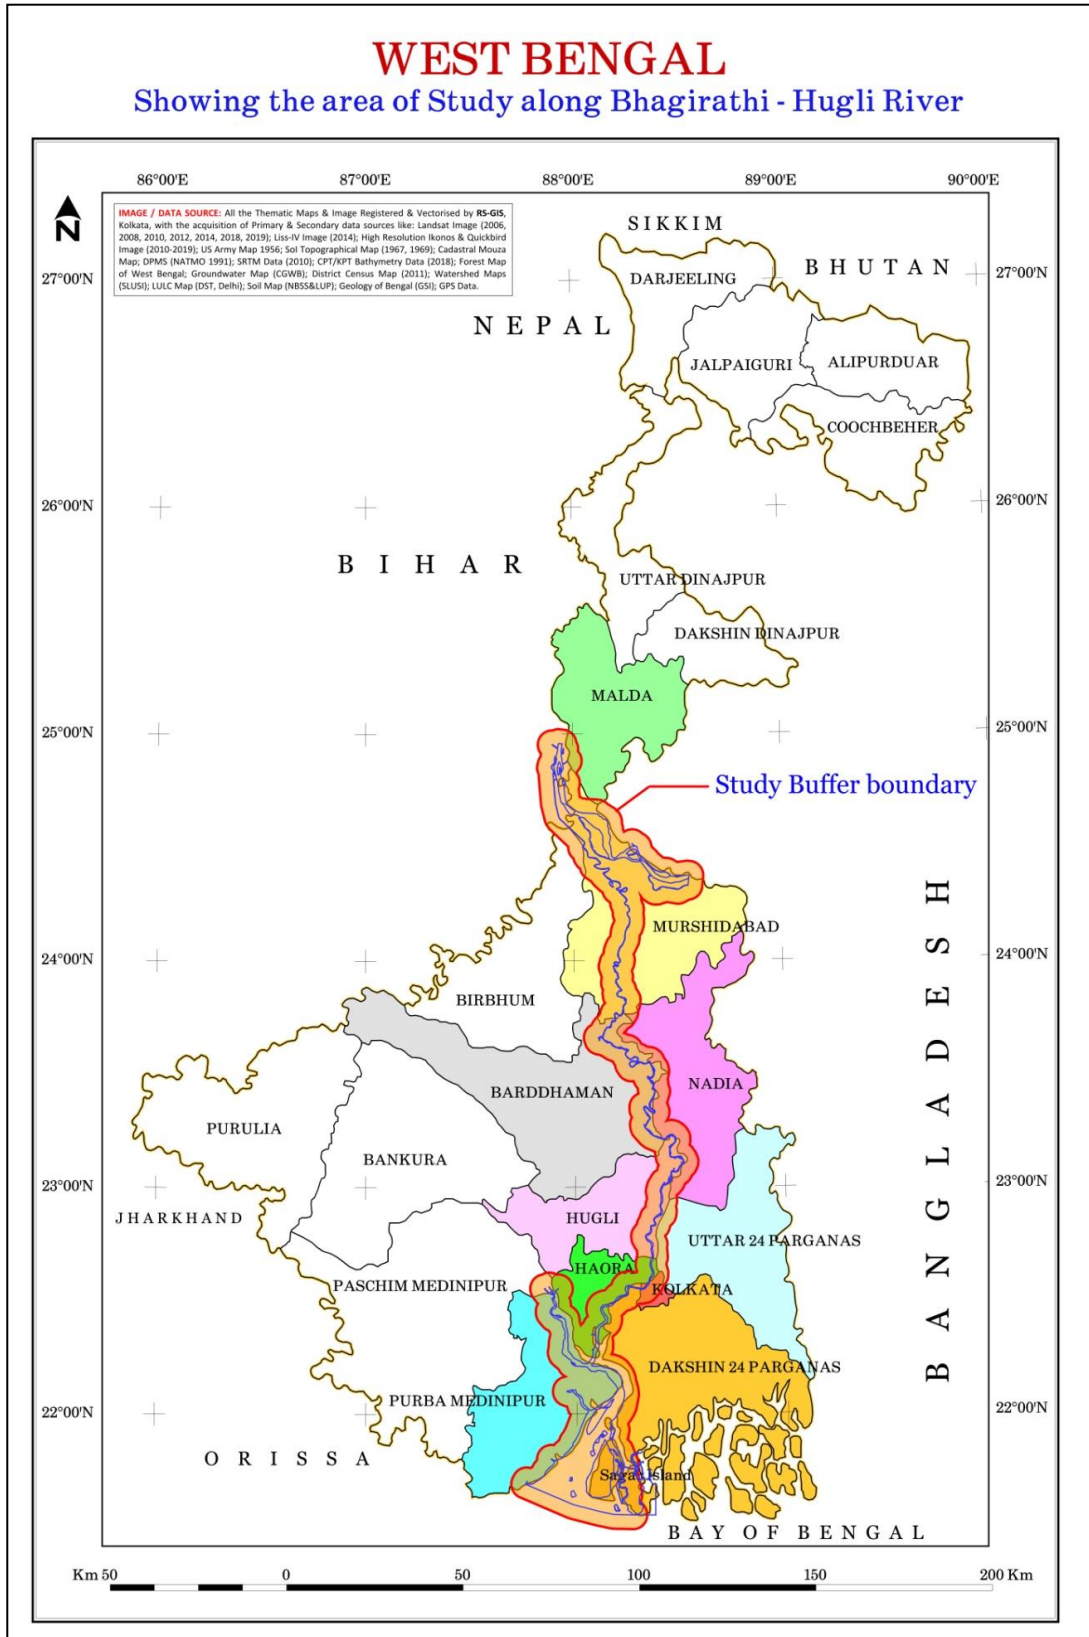 WEST BENGAL
Showing the area of Study along Bhagirathi - Hugli River
86°00'E 87°00'E 88°00'E 89°00'E 90°00'E
N
IMAGE / DATA SOURCE: All the Thematic Maps & Image Registered & Vectorised by RS-GIS,
Kolkata, with the acquisition of Primary & Secondary data sources like: Landsat Image (2006,
2008, 2010, 2012, 2014, 2018, 2019); Liss-IV Image (2014); High Resolution Ikonos & Quickbird
Image (2010-2019); US Army Map 1956; SoI Topographical Map (1967, 1969); Cadastral Mouza
Map; DPMS (NATMO 1991); SRTM Data (2010); CPT/KPT Bathymetry Data (2018); Forest Map
of West Bengal; Groundwater Map (CGWB); District Census Map (2011); Watershed Maps
(SLUSI); LULC Map (DST, Delhi); Soil Map (NBSS&LUP); Geology of Bengal (GSI); GPS Data.
SIKKIM
BHUTAN
27°00'N DARJEELING 27°00'N
NEPAL
JALPAIGURI ALIPURDUAR
COOCHBEHER
26°00'N 26°00'N
BIHAR
UTTAR DINAJPUR
DAKSHIN DINAJPUR
MALDA
25°00'N 25°00'N
Study Buffer boundary
MURSHIDABAD
24°00'N 24°00'N
BIRBHUM
BANGLADESH
NADIA
BARDDHAMAN
PURULIA
BANKURA
23°00'N 23°00'N
JHARKHAND HUGLI
UTTAR 24 PARGANAS
HAORA
PASCHIM MEDINIPUR KOLKATA
DAKSHIN 24 PARGANAS
PURBA MEDINIPUR
22°00'N 22°00'N
ORISSA
Sagar Island
BAY OF BENGAL
Km 50 0 50 100 150 200 Km